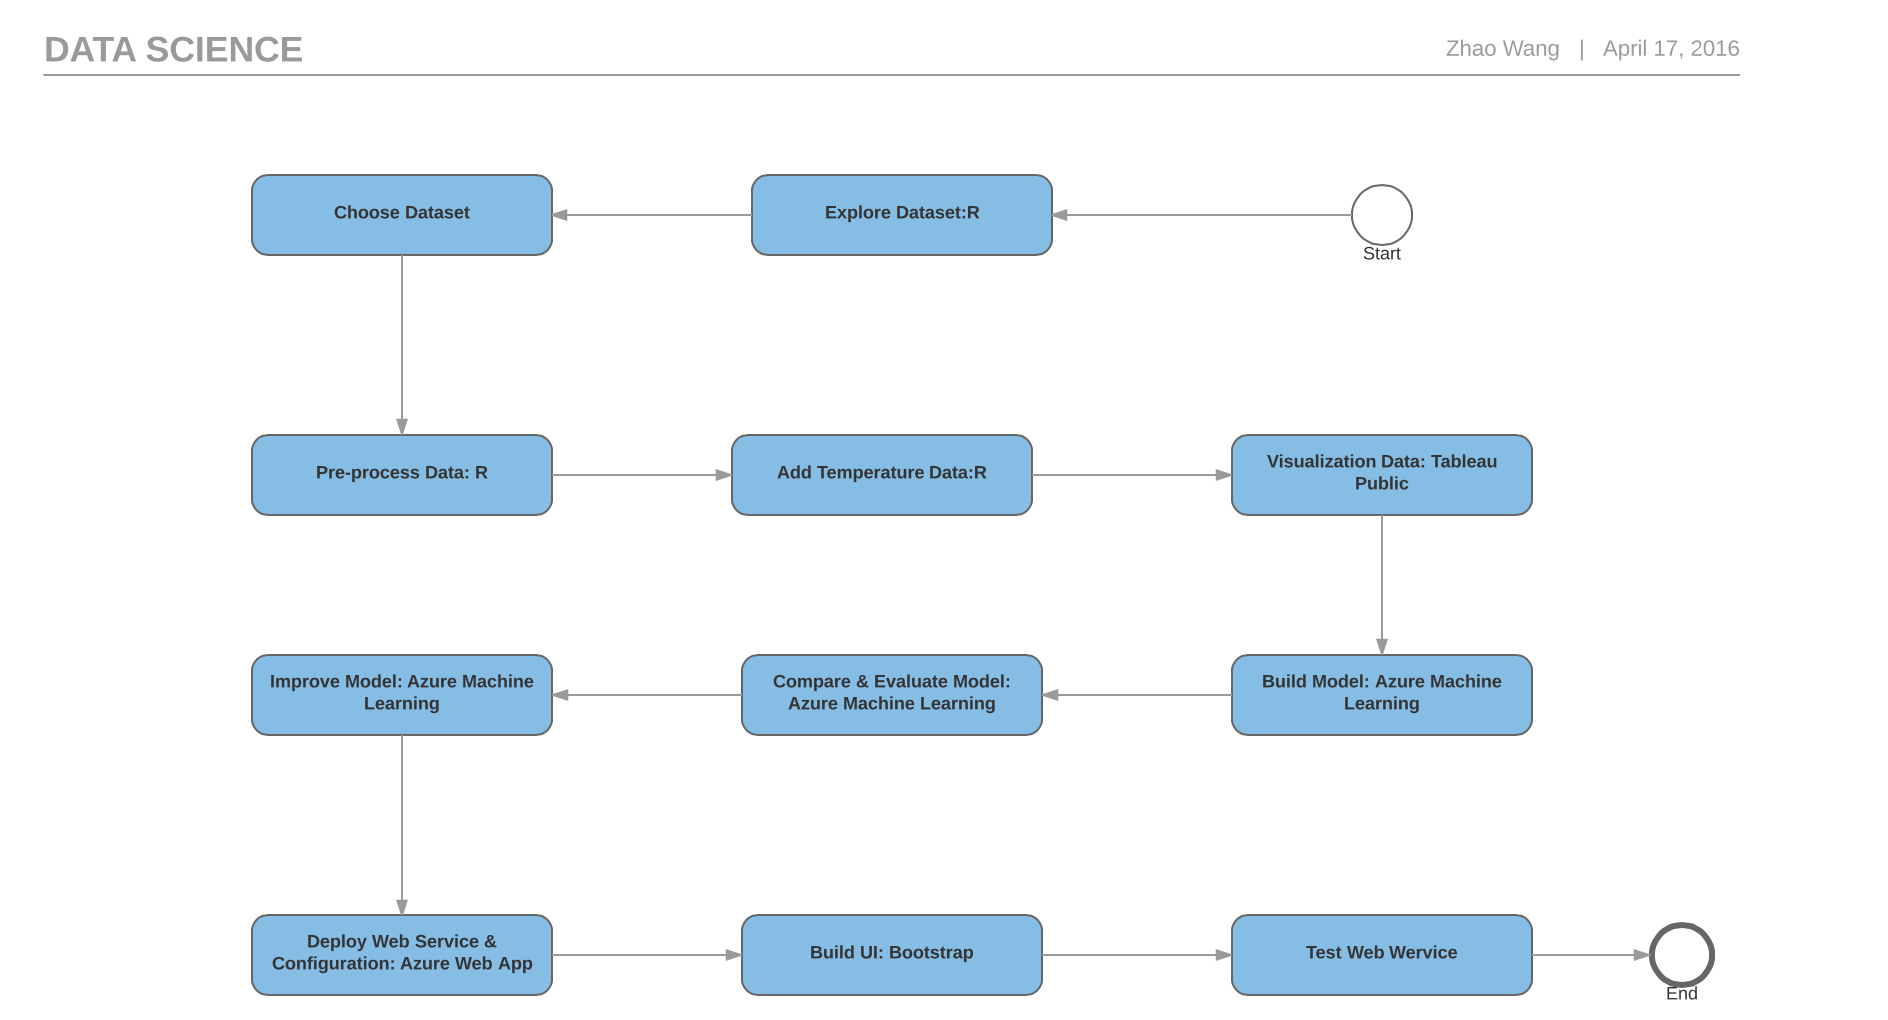 DATA SCIENCE
Zhao Wang | April 17, 2016
Choose Dataset
Explore Dataset:R
Start
Pre-process Data: R
Add Temperature Data:R
Visualization Data: Tableau
Public
Improve Model: Azure Machine
Learning
Compare & Evaluate Model:
Azure Machine Learning
Build Model: Azure Machine
Learning
Deploy Web Service &
Configuration: Azure Web App
Build UI: Bootstrap
Test Web Wervice
End